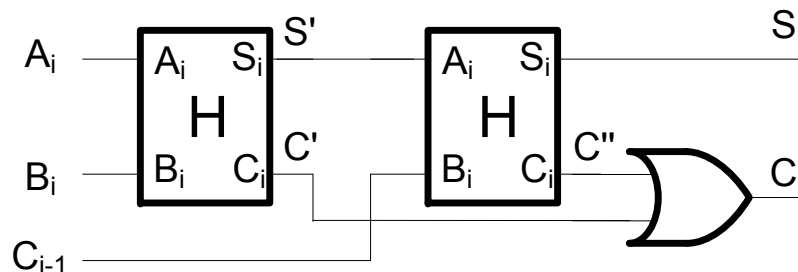 S' S
Aᵢ Aᵢ Sᵢ Aᵢ Sᵢ
H H
C' C''
Bᵢ Bᵢ Cᵢ Bᵢ Cᵢ C
Cᵢ₋₁